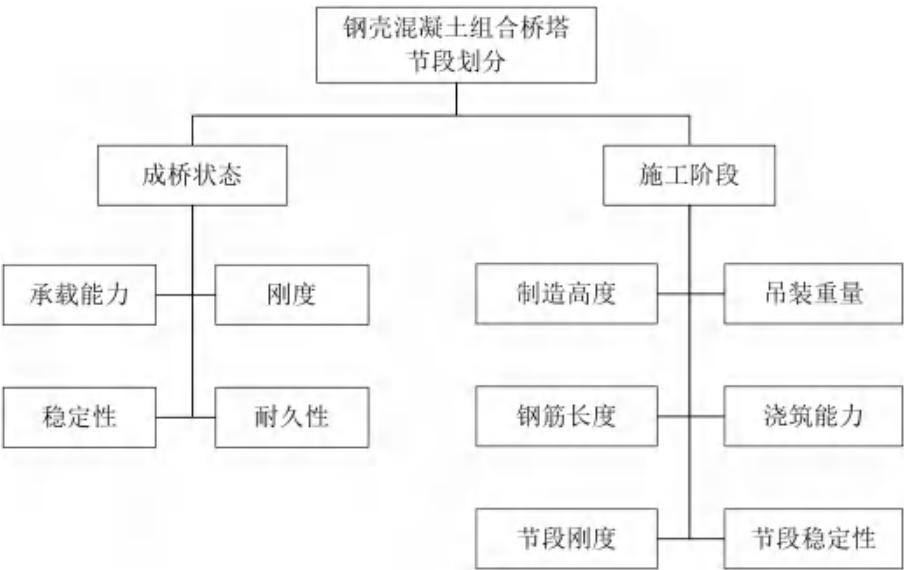 钢壳混凝土组合桥塔
节段划分
成桥状态
施工阶段
承载能力
刚度
制造高度
吊装重量
稳定性
耐久性
钢筋长度
浇筑能力
节段刚度
节段稳定性